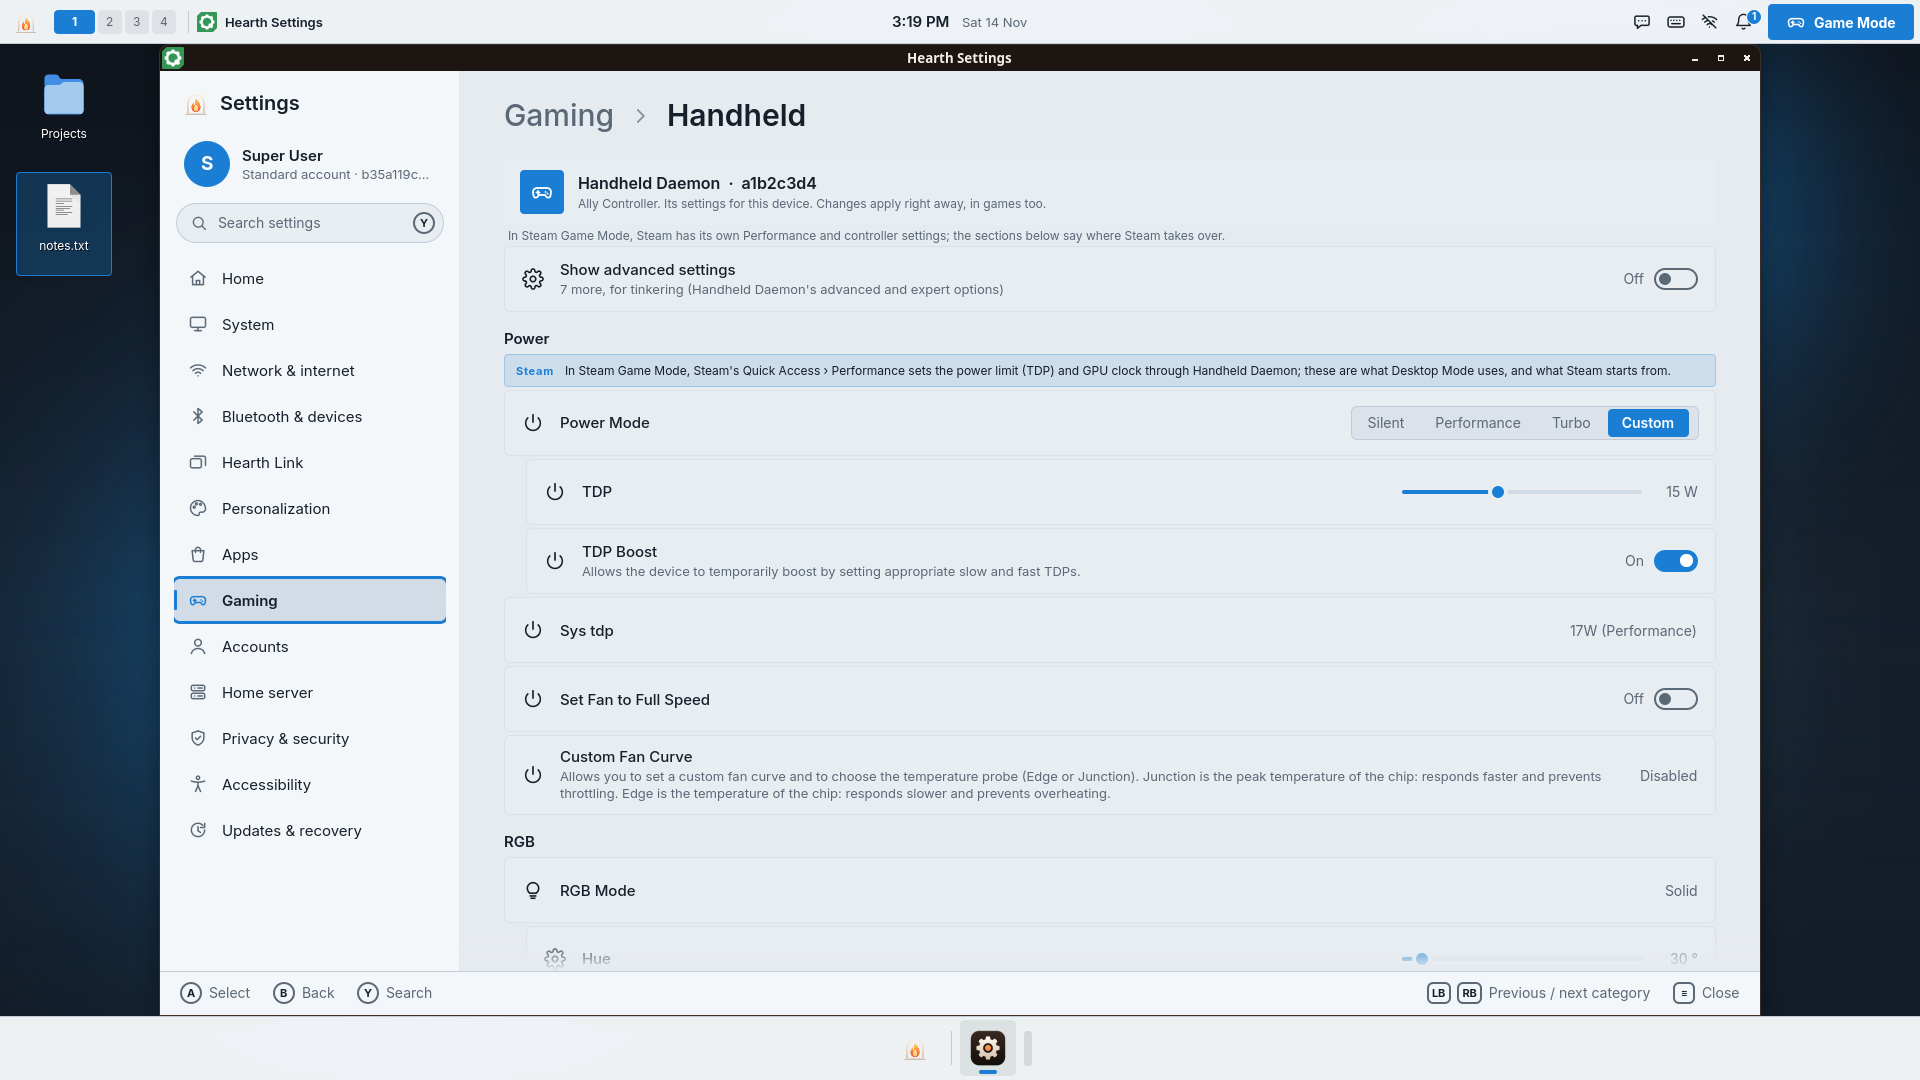 1
2
3
4
Hearth Settings
3:19 PM
Sat 14 Nov
1
Game Mode
Hearth Settings
Projects
notes.txt
Settings
S
Super User
Standard account · b35a119c...
Search settings
Y
Home
System
Network & internet
Bluetooth & devices
Hearth Link
Personalization
Apps
Gaming
Accounts
Home server
Privacy & security
Accessibility
Updates & recovery
Gaming > Handheld
Handheld Daemon · a1b2c3d4
Ally Controller. Its settings for this device. Changes apply right away, in games too.
In Steam Game Mode, Steam has its own Performance and controller settings; the sections below say where Steam takes over.
Show advanced settings
7 more, for tinkering (Handheld Daemon's advanced and expert options)
Off
Power
Steam In Steam Game Mode, Steam's Quick Access › Performance sets the power limit (TDP) and GPU clock through Handheld Daemon; these are what Desktop Mode uses, and what Steam starts from.
Power Mode
Silent
Performance
Turbo
Custom
TDP
15 W
TDP Boost
Allows the device to temporarily boost by setting appropriate slow and fast TDPs.
On
Sys tdp
17W (Performance)
Set Fan to Full Speed
Off
Custom Fan Curve
Allows you to set a custom fan curve and to choose the temperature probe (Edge or Junction). Junction is the peak temperature of the chip: responds faster and prevents
throttling. Edge is the temperature of the chip: responds slower and prevents overheating.
Disabled
RGB
RGB Mode
Solid
Hue
30 °
A Select
B Back
Y Search
LB RB Previous / next category
≡ Close